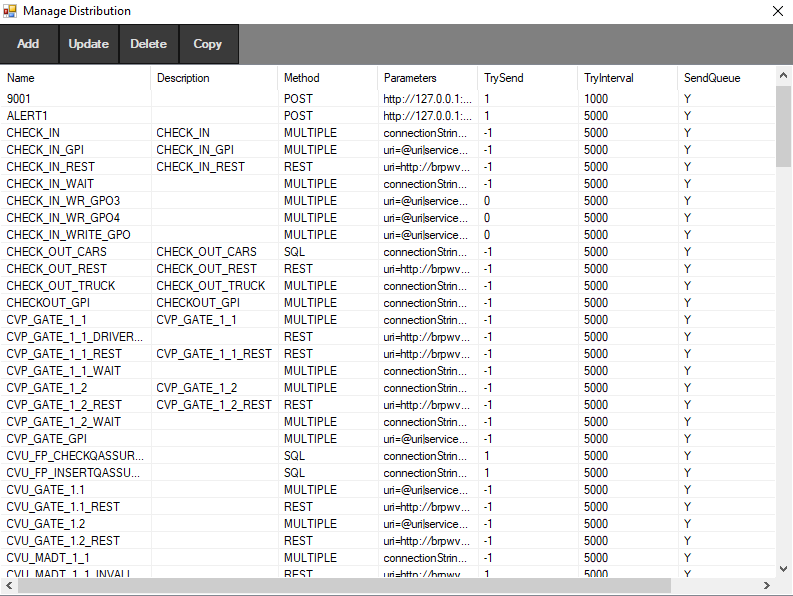 Manage Distribution
Add Update Delete Copy
Name Description Method Parameters TrySend TryInterval SendQueue
9001 POST http://127.0.0.1:... 1 1000 Y
ALERT1 POST http://127.0.0.1:... 1 5000 Y
CHECK_IN CHECK_IN MULTIPLE connectionStrin... -1 5000 Y
CHECK_IN_GPI CHECK_IN_GPI MULTIPLE uri=@uri|service... -1 5000 Y
CHECK_IN_REST CHECK_IN_REST REST uri=http://brpwv... -1 5000 Y
CHECK_IN_WAIT MULTIPLE connectionStrin... -1 5000 Y
CHECK_IN_WR_GPO3 MULTIPLE uri=@uri|service... 0 5000 Y
CHECK_IN_WR_GPO4 MULTIPLE uri=@uri|service... 0 5000 Y
CHECK_IN_WRITE_GPO MULTIPLE uri=@uri|service... 0 5000 Y
CHECK_OUT_CARS CHECK_OUT_CARS SQL connectionStrin... -1 5000 Y
CHECK_OUT_REST CHECK_OUT_REST REST uri=http://brpwv... -1 5000 Y
CHECK_OUT_TRUCK CHECK_OUT_TRUCK MULTIPLE connectionStrin... -1 5000 Y
CHECKOUT_GPI CHECKOUT_GPI MULTIPLE connectionStrin... -1 5000 Y
CVP_GATE_1_1 CVP_GATE_1_1 MULTIPLE connectionStrin... -1 5000 Y
CVP_GATE_1_1_DRIVER... REST uri=http://brpwv... -1 5000 Y
CVP_GATE_1_1_REST CVP_GATE_1_1_REST REST uri=http://brpwv... -1 5000 Y
CVP_GATE_1_1_WAIT MULTIPLE connectionStrin... -1 5000 Y
CVP_GATE_1_2 CVP_GATE_1_2 MULTIPLE connectionStrin... -1 5000 Y
CVP_GATE_1_2_REST CVP_GATE_1_2_REST REST uri=http://brpwv... -1 5000 Y
CVP_GATE_1_2_WAIT MULTIPLE connectionStrin... -1 5000 Y
CVP_GATE_GPI MULTIPLE uri=@uri|service... -1 5000 Y
CVU_FP_CHECKQASSUR... SQL connectionStrin... 1 5000 Y
CVU_FP_INSERTQASSU... SQL connectionStrin... 1 5000 Y
CVU_GATE_1.1 MULTIPLE uri=@uri|service... -1 5000 Y
CVU_GATE_1.1_REST REST uri=http://brpwv... -1 5000 Y
CVU_GATE_1.2 MULTIPLE uri=@uri|service... -1 5000 Y
CVU_GATE_1.2_REST REST uri=http://brpwv... -1 5000 Y
CVU_MADT_1_1 MULTIPLE connectionStrin... -1 5000 Y
CVU_MADT_1_1_INVALI... REST uri=http://brpwv... 1 5000 Y